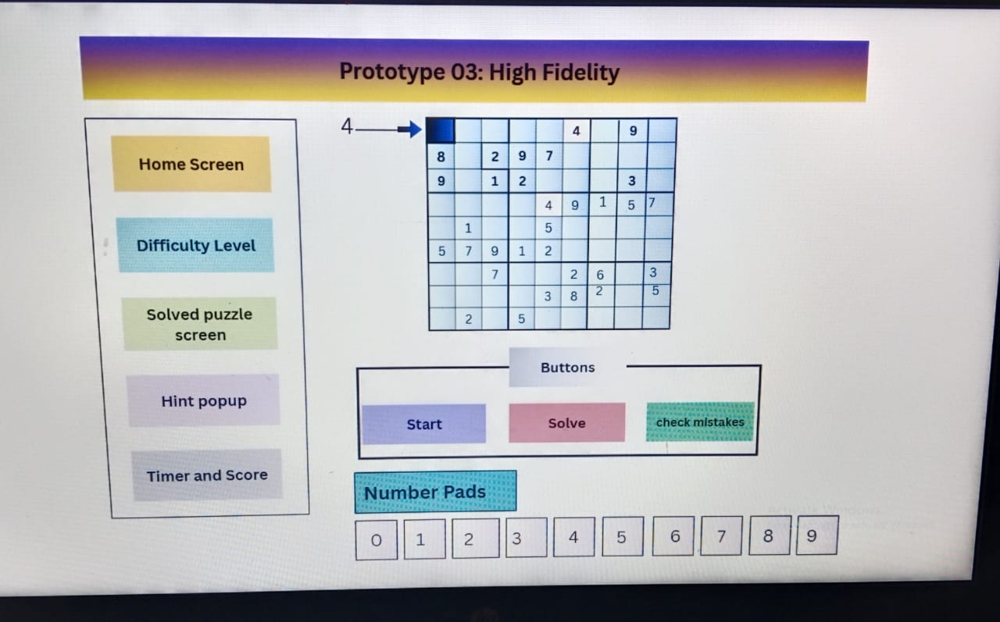 Prototype 03: High Fidelity
Home Screen
Difficulty Level
Solved puzzle
screen
Hint popup
Timer and Score
4
4 9
8 2 9 7
9 1 2 3
4 9 1 5 7
1 5
5 7 9 1 2
7 2 6 3
3 8 2 5
2 5
Buttons
Start Solve check mistakes
Number Pads
0 1 2 3 4 5 6 7 8 9
Activate Windows